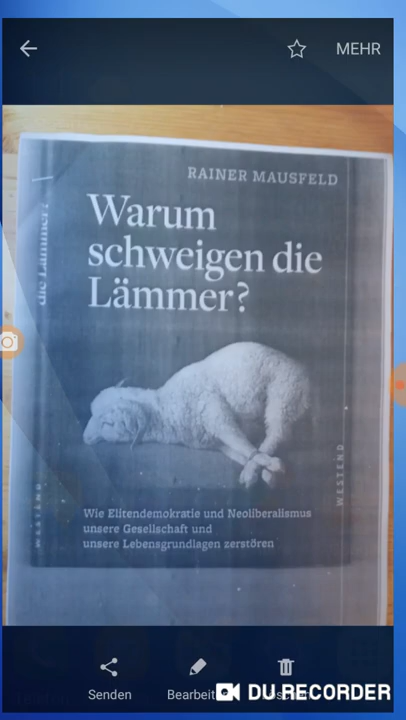 MEHR
RAINER MAUSFELD
Warum
schweigen die
Lämmer?
die Lämmer?
WESTEND
WESTEND
Wie Elitendemokratie und Neoliberalismus
unsere Gesellschaft und
unsere Lebensgrundlagen zerstören
Senden
DU RECORDER